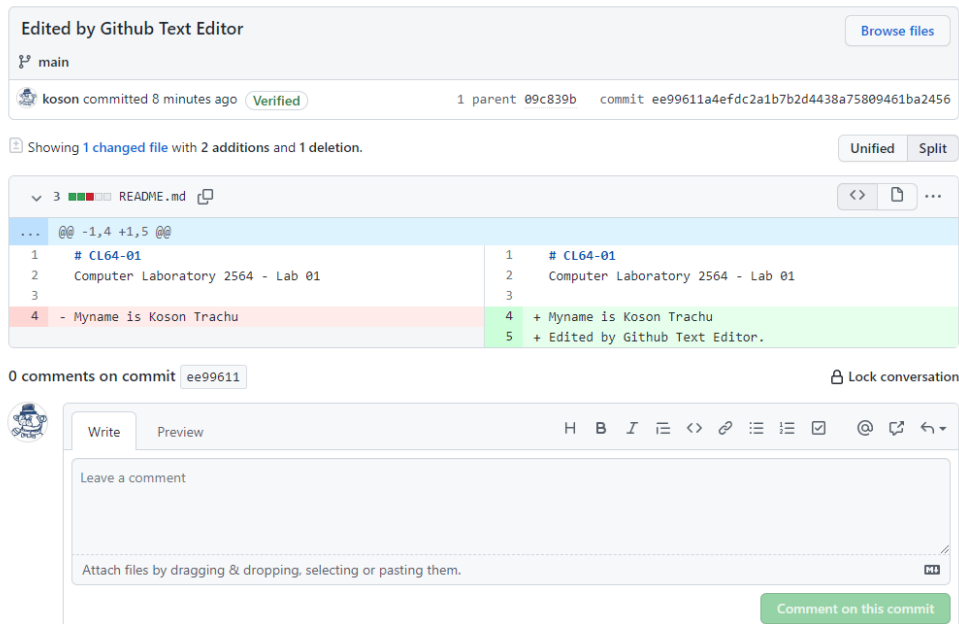 Edited by Github Text Editor
Browse files
main
koson committed 8 minutes ago Verified 1 parent 09c839b commit ee99611a4efdc2a1b7b2d4438a75809461ba2456
Showing 1 changed file with 2 additions and 1 deletion.
Unified Split
3 README.md
... @@ -1,4 +1,5 @@
1 # CL64-01 1 # CL64-01
2 Computer Laboratory 2564 - Lab 01 2 Computer Laboratory 2564 - Lab 01
3 3
4 - Myname is Koson Trachu 4 + Myname is Koson Trachu
5 + Edited by Github Text Editor.
0 comments on commit ee99611 Lock conversation
Write Preview
Leave a comment
Attach files by dragging & dropping, selecting or pasting them.
Comment on this commit